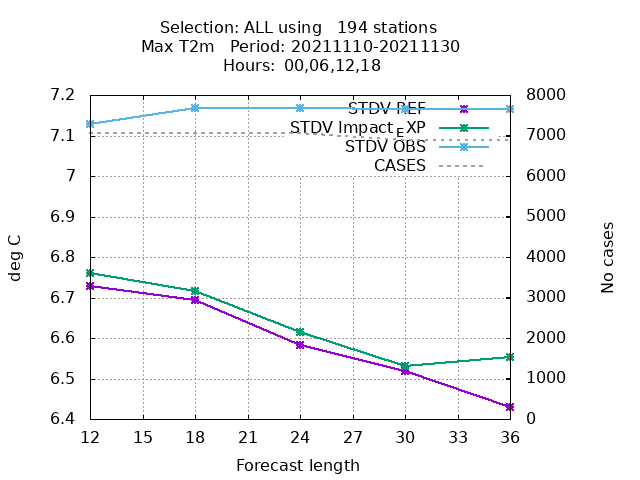 Selection: ALL using   194 stations
Max T2m   Period: 20211110-20211130
Hours: 00,06,12,18
7.2
7.1
7
6.9
6.8
6.7
6.6
6.5
6.4
8000
7000
6000
5000
4000
3000
2000
1000
0
STDV REF
STDV Impact_EXP
STDV OBS
CASES
deg C
No cases
12 15 18 21 24 27 30 33 36
Forecast length